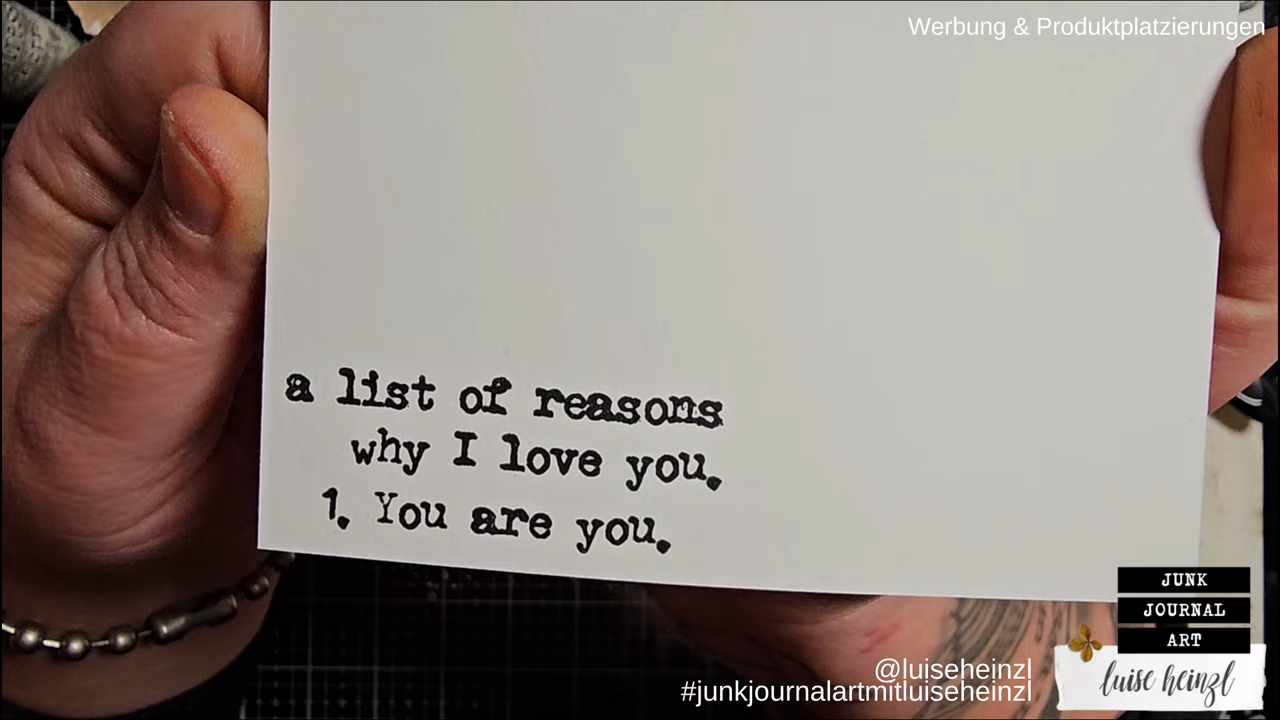 Werbung & Produktplatzierungen
a list of reasons
why I love you.
1. You are you.
JUNK
JOURNAL
ART
@luiseheinzl
#junkjournalartmitluiseheinzl
luise heinzl